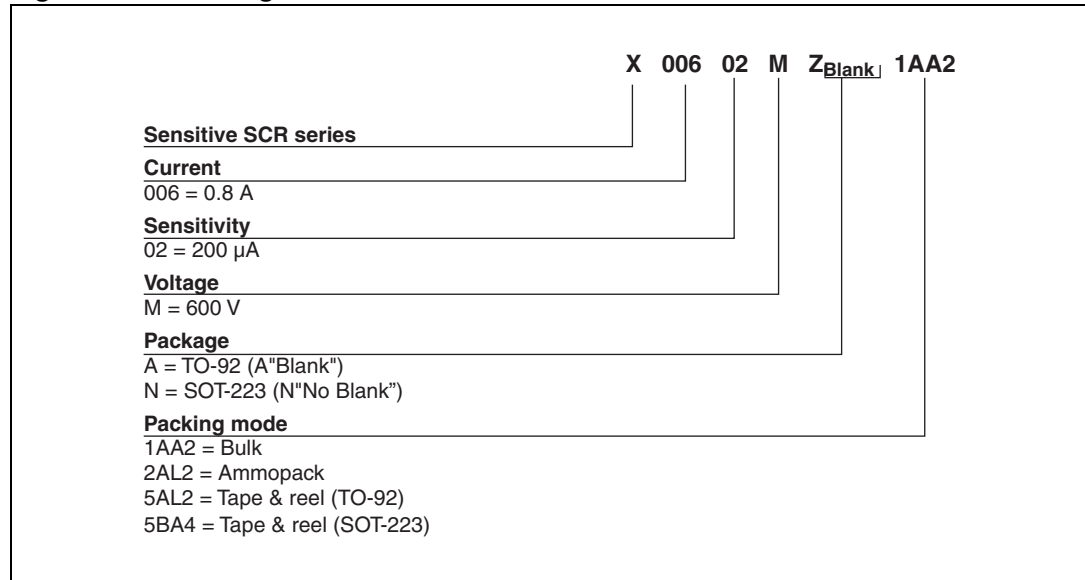 X 006 02 M ZBlank 1AA2
Sensitive SCR series
Current
006 = 0.8 A
Sensitivity
02 = 200 µA
Voltage
M = 600 V
Package
A = TO-92 (A"Blank")
N = SOT-223 (N"No Blank”)
Packing mode
1AA2 = Bulk
2AL2 = Ammopack
5AL2 = Tape & reel (TO-92)
5BA4 = Tape & reel (SOT-223)